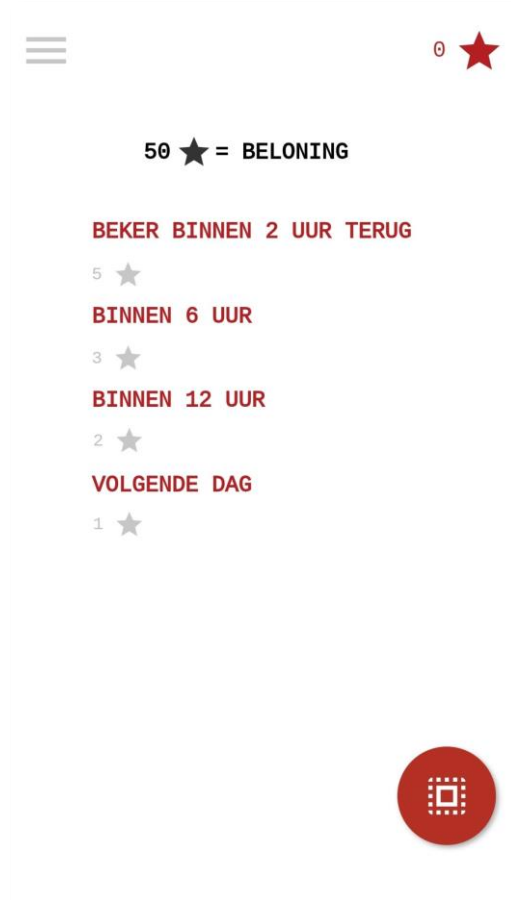 0
50 ★ = BELONING
BEKER BINNEN 2 UUR TERUG
5 ★
BINNEN 6 UUR
3 ★
BINNEN 12 UUR
2 ★
VOLGENDE DAG
1 ★